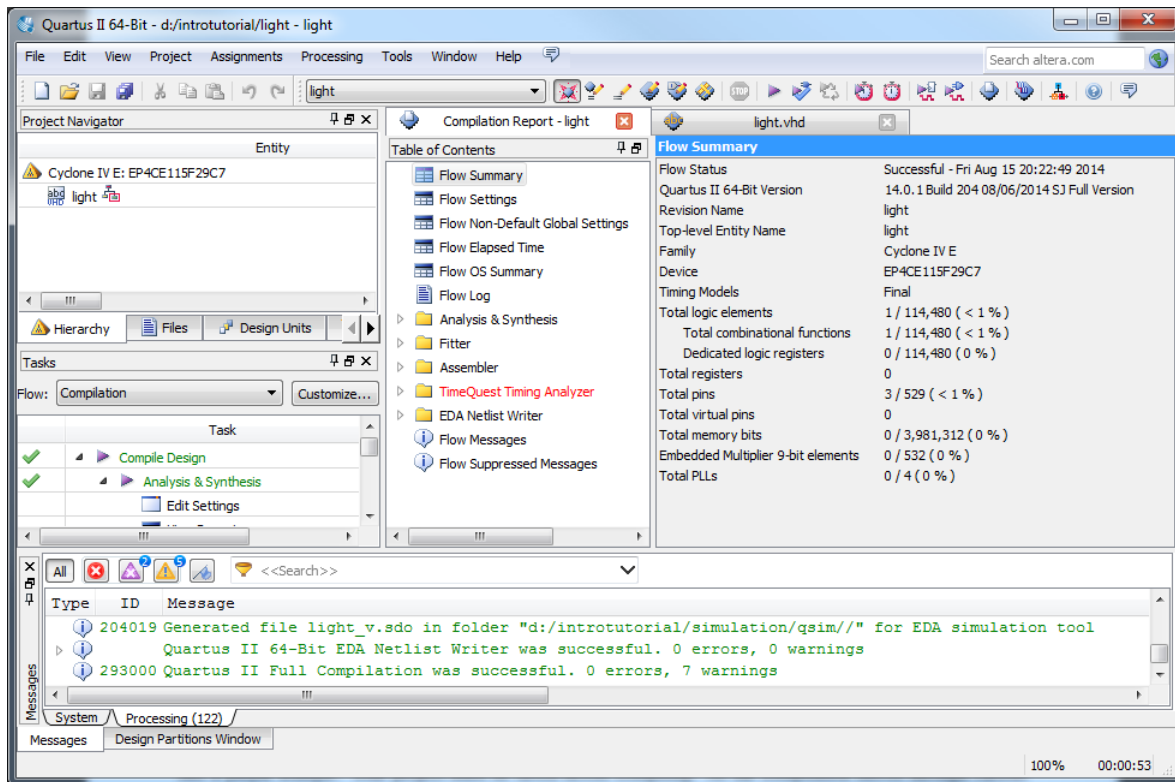 Quartus II 64-Bit - d:/introtutorial/light - light
File Edit View Project Assignments Processing Tools Window Help
Search altera.com
light
Project Navigator
Entity
Cyclone IV E: EP4CE115F29C7
abd
VHD
light
Hierarchy Files Design Units
Tasks
Flow: Compilation Customize...
Task
Compile Design
Analysis & Synthesis
Edit Settings
Compilation Report - light
Table of Contents
Flow Summary
Flow Settings
Flow Non-Default Global Settings
Flow Elapsed Time
Flow OS Summary
Flow Log
Analysis & Synthesis
Fitter
Assembler
TimeQuest Timing Analyzer
EDA Netlist Writer
Flow Messages
Flow Suppressed Messages
light.vhd
Flow Summary
Flow Status Successful - Fri Aug 15 20:22:49 2014
Quartus II 64-Bit Version 14.0.1 Build 204 08/06/2014 SJ Full Version
Revision Name light
Top-level Entity Name light
Family Cyclone IV E
Device EP4CE115F29C7
Timing Models Final
Total logic elements 1 / 114,480 ( < 1 % )
Total combinational functions 1 / 114,480 ( < 1 % )
Dedicated logic registers 0 / 114,480 ( 0 % )
Total registers 0
Total pins 3 / 529 ( < 1 % )
Total virtual pins 0
Total memory bits 0 / 3,981,312 ( 0 % )
Embedded Multiplier 9-bit elements 0 / 532 ( 0 % )
Total PLLs 0 / 4 ( 0 % )
All 2 5 <<Search>>
Type ID Message
204019 Generated file light_v.sdo in folder "d:/introtutorial/simulation/qsim//" for EDA simulation tool
Quartus II 64-Bit EDA Netlist Writer was successful. 0 errors, 0 warnings
293000 Quartus II Full Compilation was successful. 0 errors, 7 warnings
Messages
System Processing (122)
Messages Design Partitions Window
100% 00:00:53